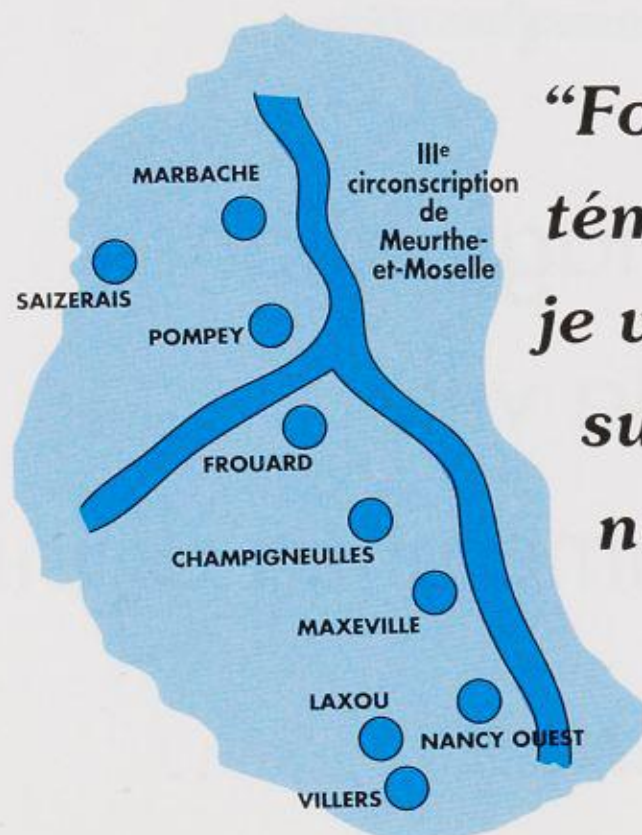 IIIe
circonscription
de
Meurthe-
et-Moselle
MARBACHE
SAIZERAIS
POMPEY
FROUARD
CHAMPIGNEULLES
MAXEVILLE
LAXOU
NANCY OUEST
VILLERS
“Fo
tém
je v
su
n